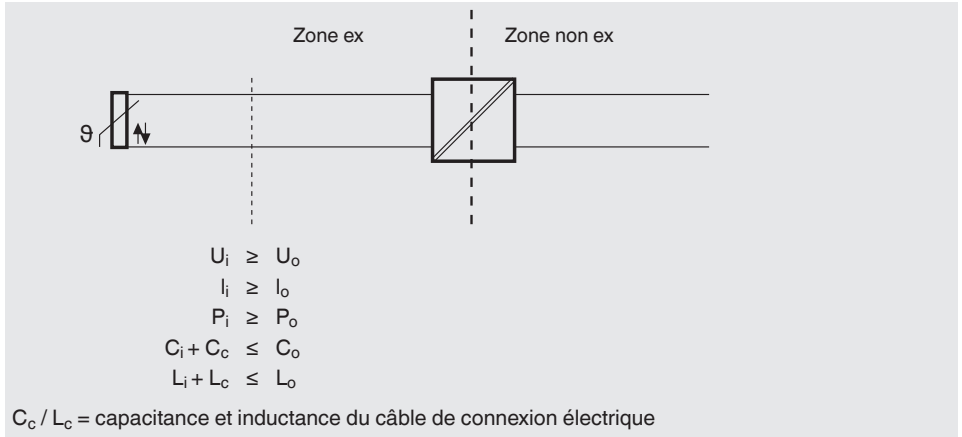 Zone ex Zone non ex
ϑ
Uᵢ ≥ Uₒ
Iᵢ ≥ Iₒ
Pᵢ ≥ Pₒ
Cᵢ + C꜀ ≤ Cₒ
Lᵢ + L꜀ ≤ Lₒ
C꜀ / L꜀ = capacitance et inductance du câble de connexion électrique